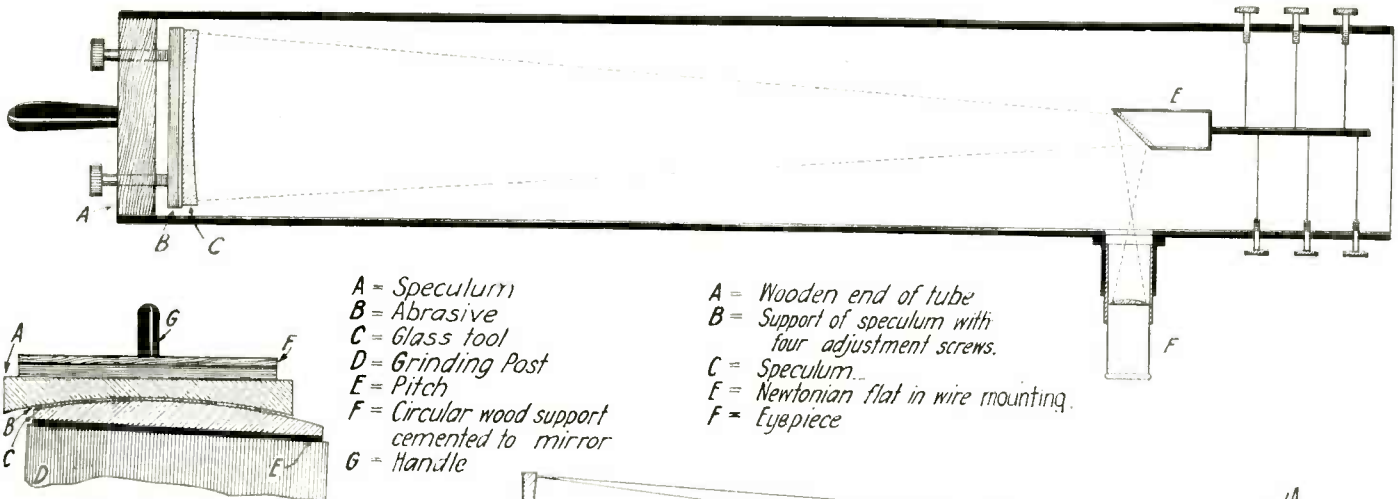 E
A
B
C
F
A = Speculum
B = Abrasive
C = Glass tool
D = Grinding Post
E = Pitch
F = Circular wood support
cemented to mirror
G = Handle
A = Wooden end of tube
B = Support of speculum with
four adjustment screws.
C = Speculum
E = Newtonian flat in wire mounting.
F = Eyepiece
G
A
F
B
C
D
E
A